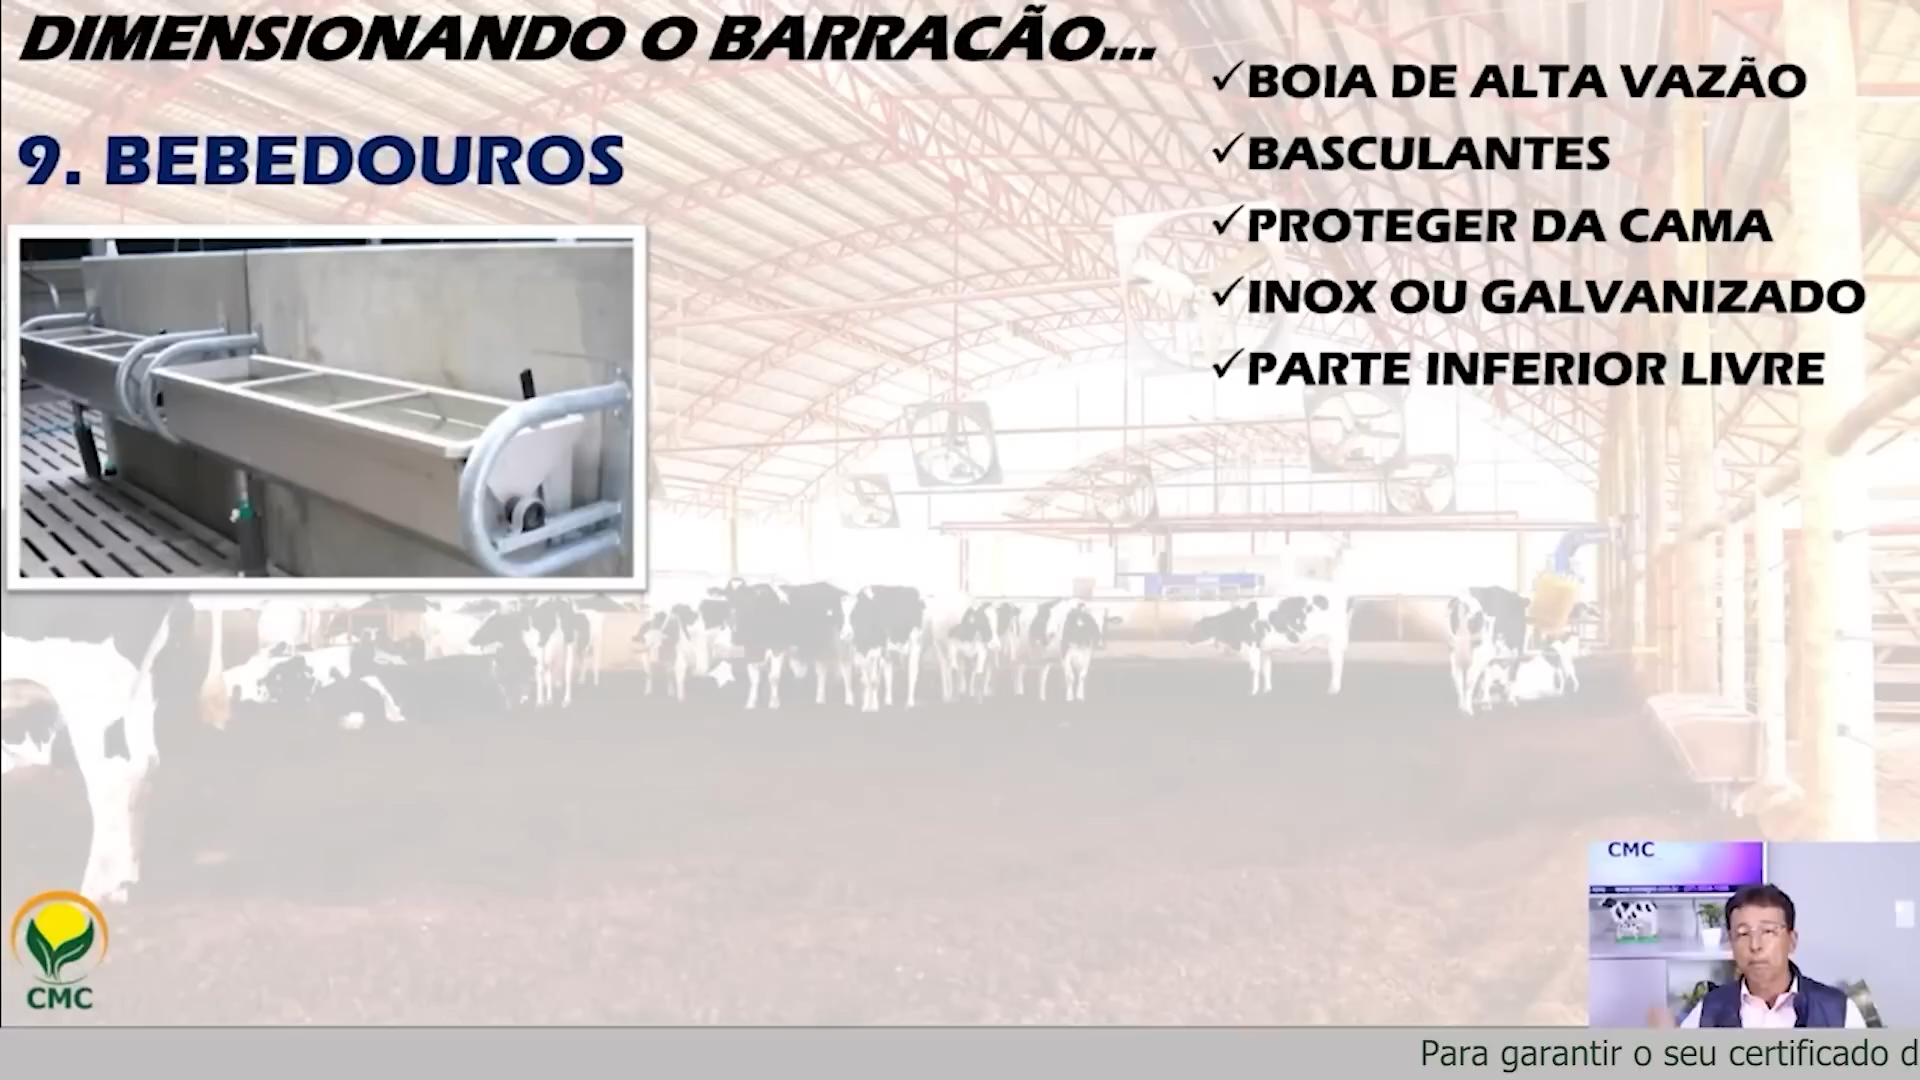 DIMENSIONANDO O BARRACÃO...
9. BEBEDOUROS
✓BOIA DE ALTA VAZÃO
✓BASCULANTES
✓PROTEGER DA CAMA
✓INOX OU GALVANIZADO
✓PARTE INFERIOR LIVRE
CMC
CMC
Para garantir o seu certificado d